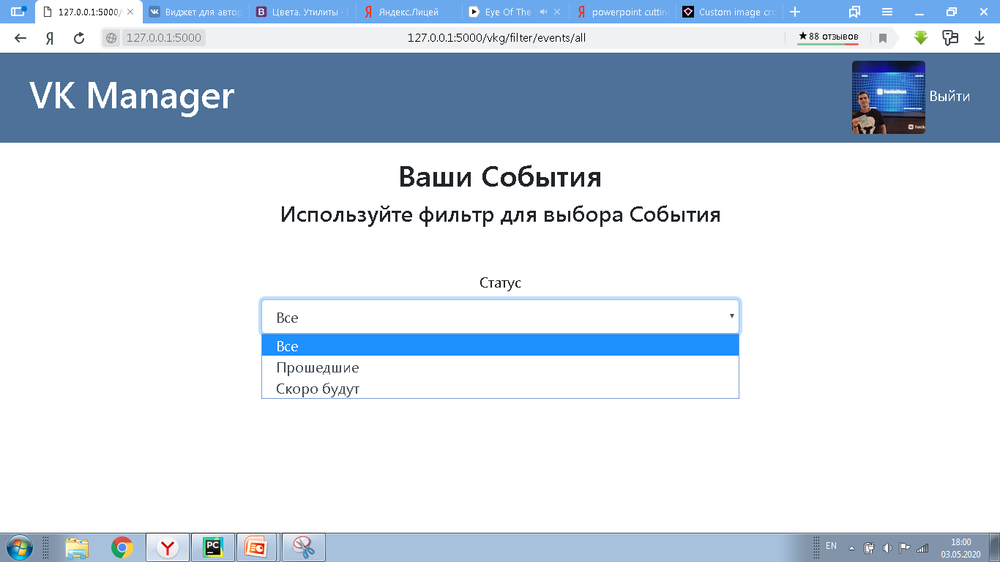 127.0.0.1:5000/
Виджет для автор
Цвета. Утилиты ·
Яндекс.Лицей
Eye Of The
powerpoint cuttin
Custom image cro
127.0.0.1:5000
127.0.0.1:5000/vkg/filter/events/all
★88 отзывов
VK Manager
hackathon
hack
Выйти
Ваши События
Используйте фильтр для выбора События
Статус
Все
Все
Прошедшие
Скоро будут
EN
18:00
03.05.2020